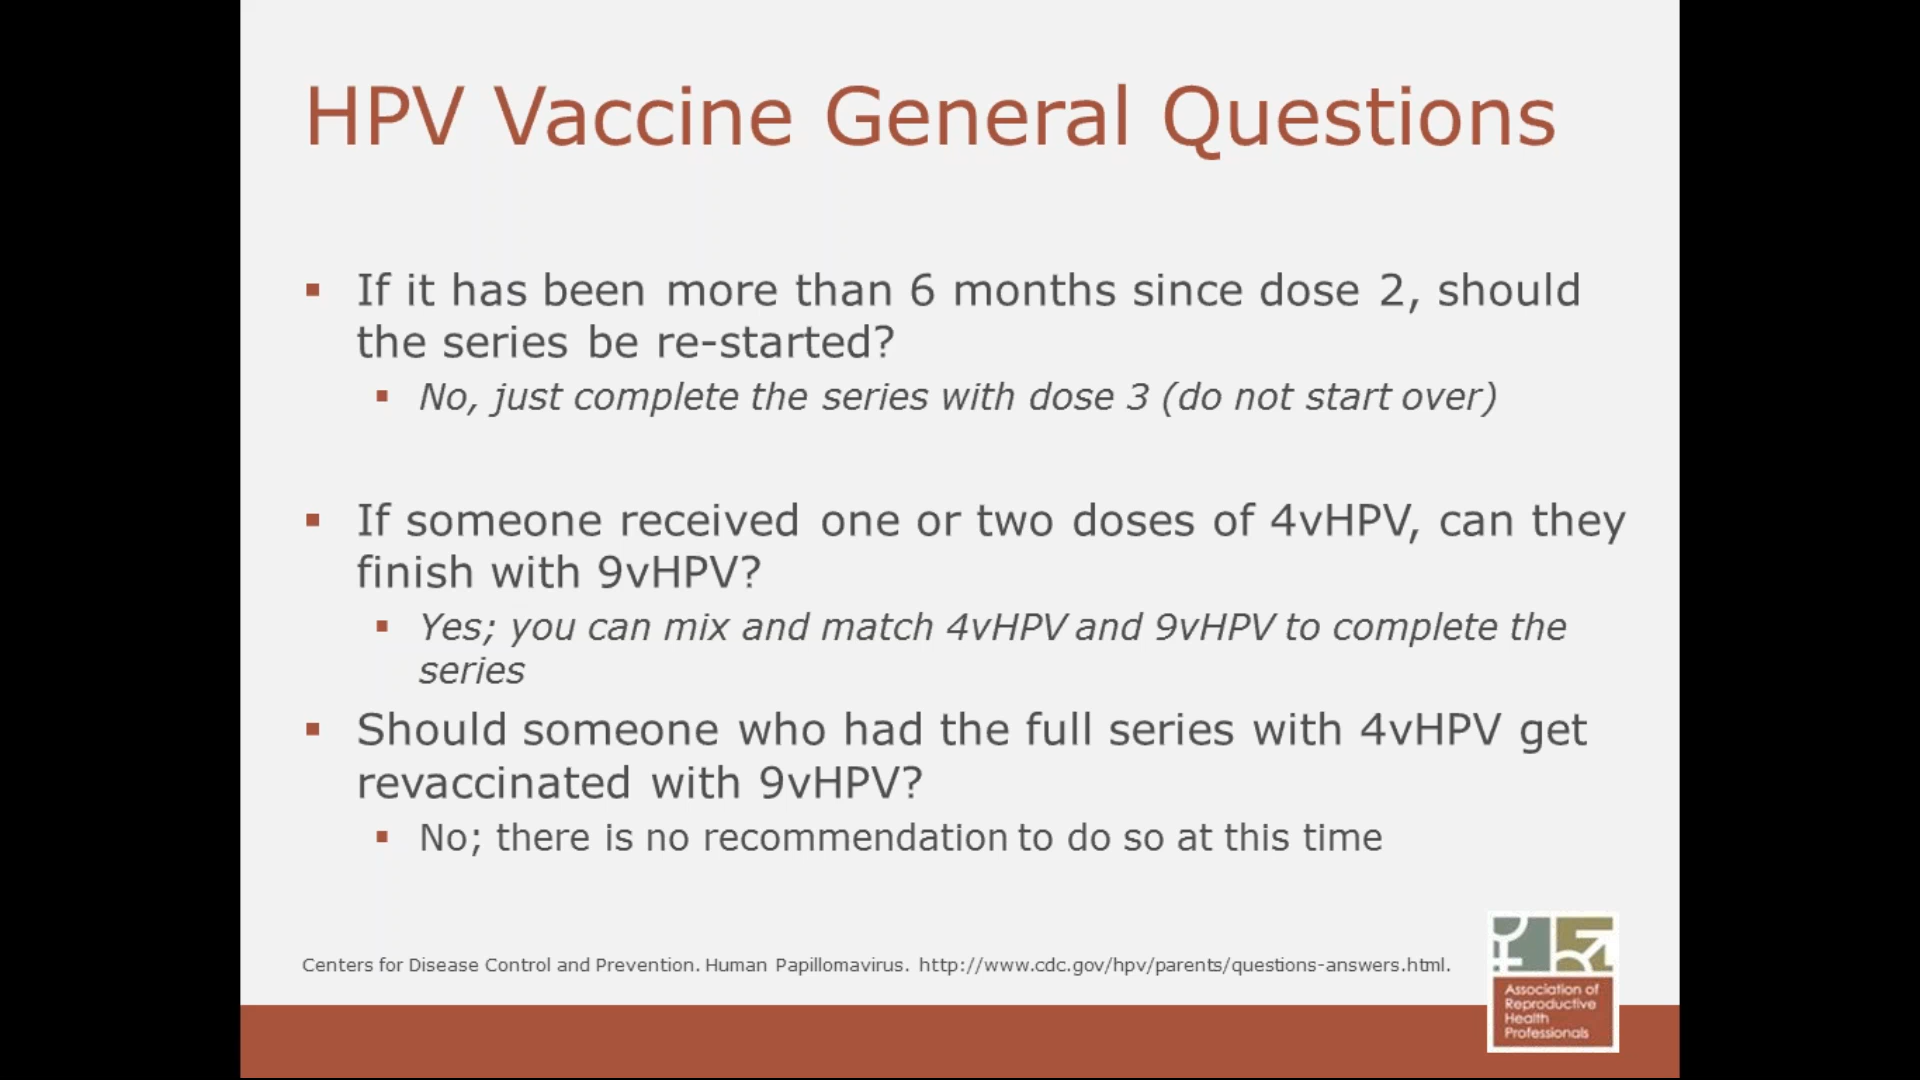 HPV Vaccine General Questions
If it has been more than 6 months since dose 2, should
the series be re-started?
No, just complete the series with dose 3 (do not start over)
If someone received one or two doses of 4vHPV, can they
finish with 9vHPV?
Yes; you can mix and match 4vHPV and 9vHPV to complete the
series
Should someone who had the full series with 4vHPV get
revaccinated with 9vHPV?
No; there is no recommendation to do so at this time
Centers for Disease Control and Prevention. Human Papillomavirus. http://www.cdc.gov/hpv/parents/questions-answers.html.
Association of
Reproductive
Health
Professionals